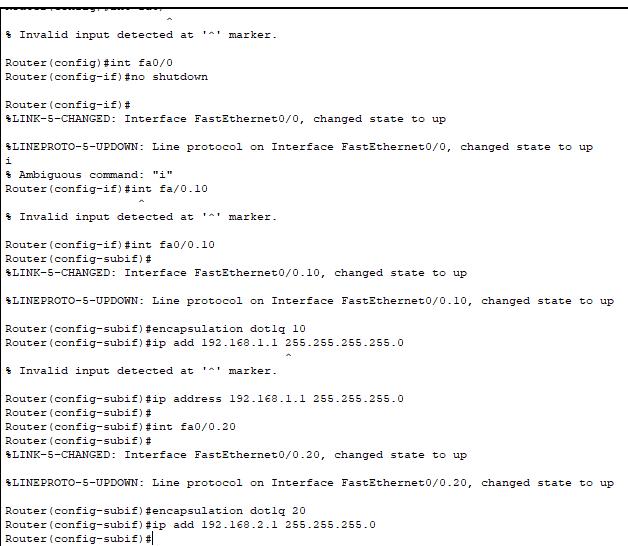 ^
% Invalid input detected at '^' marker.
Router(config)#int fa0/0
Router(config-if)#no shutdown
Router(config-if)#
%LINK-5-CHANGED: Interface FastEthernet0/0, changed state to up
%LINEPROTO-5-UPDOWN: Line protocol on Interface FastEthernet0/0, changed state to up
i
% Ambiguous command: "i"
Router(config-if)#int fa/0.10
^
% Invalid input detected at '^' marker.
Router(config-if)#int fa0/0.10
Router(config-subif)#
%LINK-5-CHANGED: Interface FastEthernet0/0.10, changed state to up
%LINEPROTO-5-UPDOWN: Line protocol on Interface FastEthernet0/0.10, changed state to up
Router(config-subif)#encapsulation dot1q 10
Router(config-subif)#ip add 192.168.1.1 255.255.255.255.0
^
% Invalid input detected at '^' marker.
Router(config-subif)#ip address 192.168.1.1 255.255.255.0
Router(config-subif)#
Router(config-subif)#int fa0/0.20
Router(config-subif)#
%LINK-5-CHANGED: Interface FastEthernet0/0.20, changed state to up
%LINEPROTO-5-UPDOWN: Line protocol on Interface FastEthernet0/0.20, changed state to up
Router(config-subif)#encapsulation dot1q 20
Router(config-subif)#ip add 192.168.2.1 255.255.255.0
Router(config-subif)#